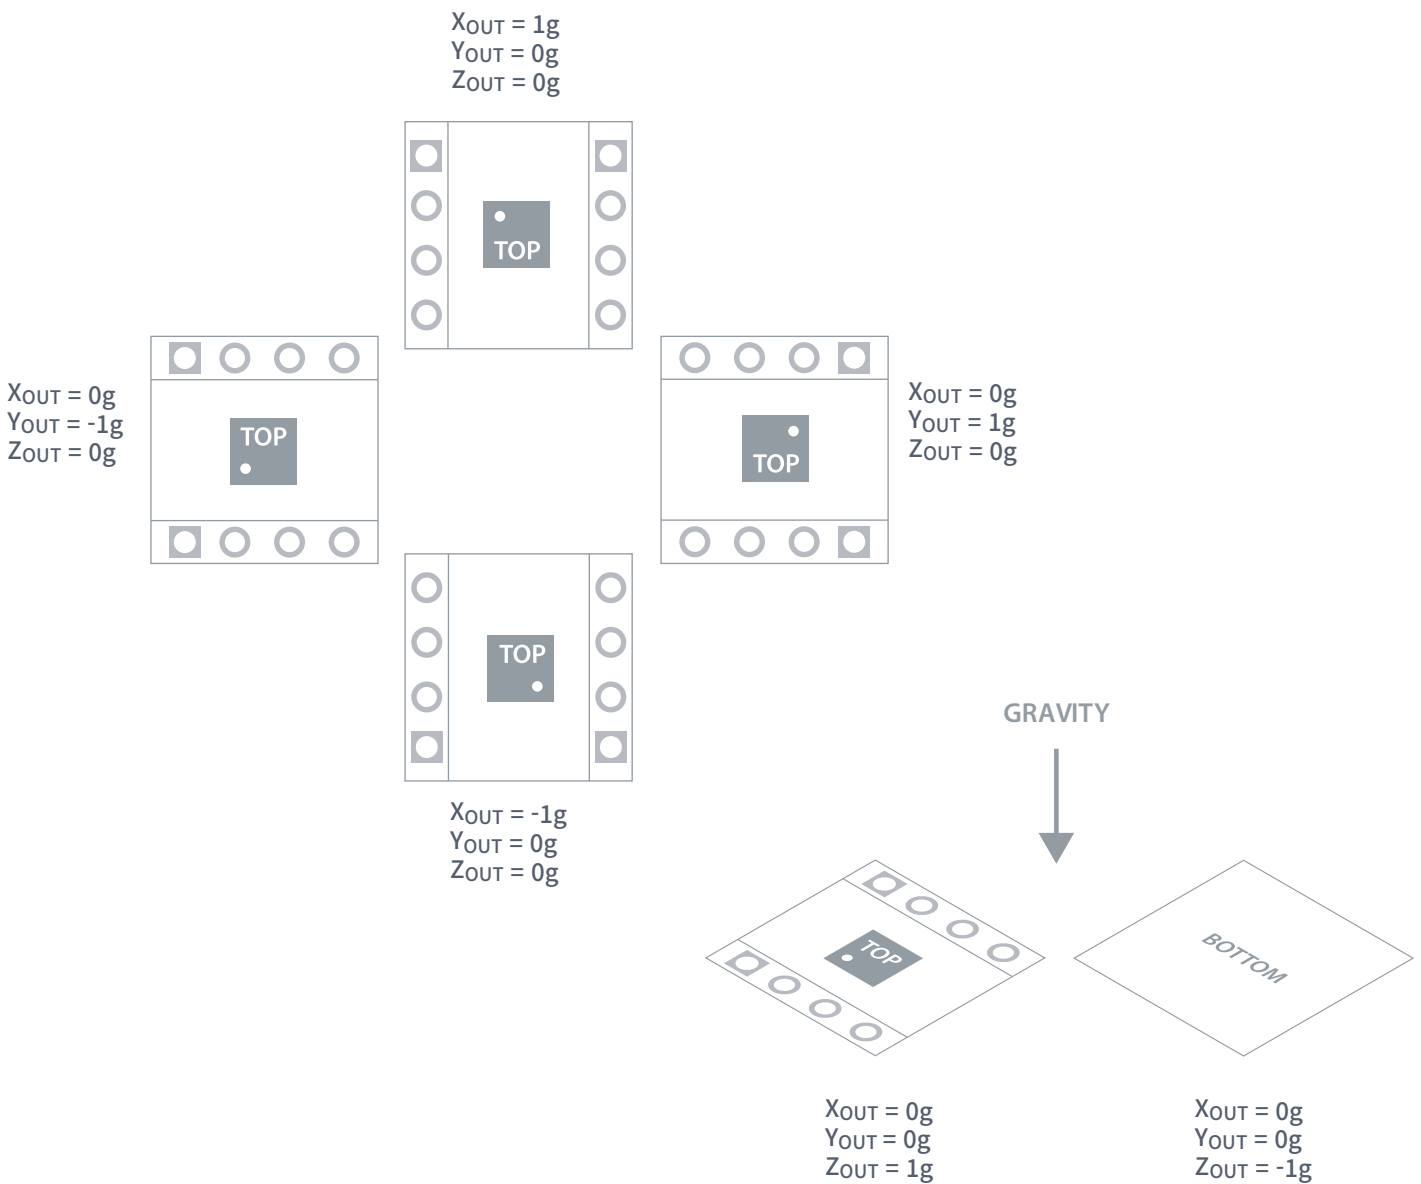 XOUT = 1g
YOUT = 0g
ZOUT = 0g
TOP
XOUT = 0g
YOUT = -1g
ZOUT = 0g
TOP
TOP
XOUT = 0g
YOUT = 1g
ZOUT = 0g
TOP
XOUT = -1g
YOUT = 0g
ZOUT = 0g
GRAVITY
TOP
BOTTOM
XOUT = 0g
YOUT = 0g
ZOUT = 1g
XOUT = 0g
YOUT = 0g
ZOUT = -1g